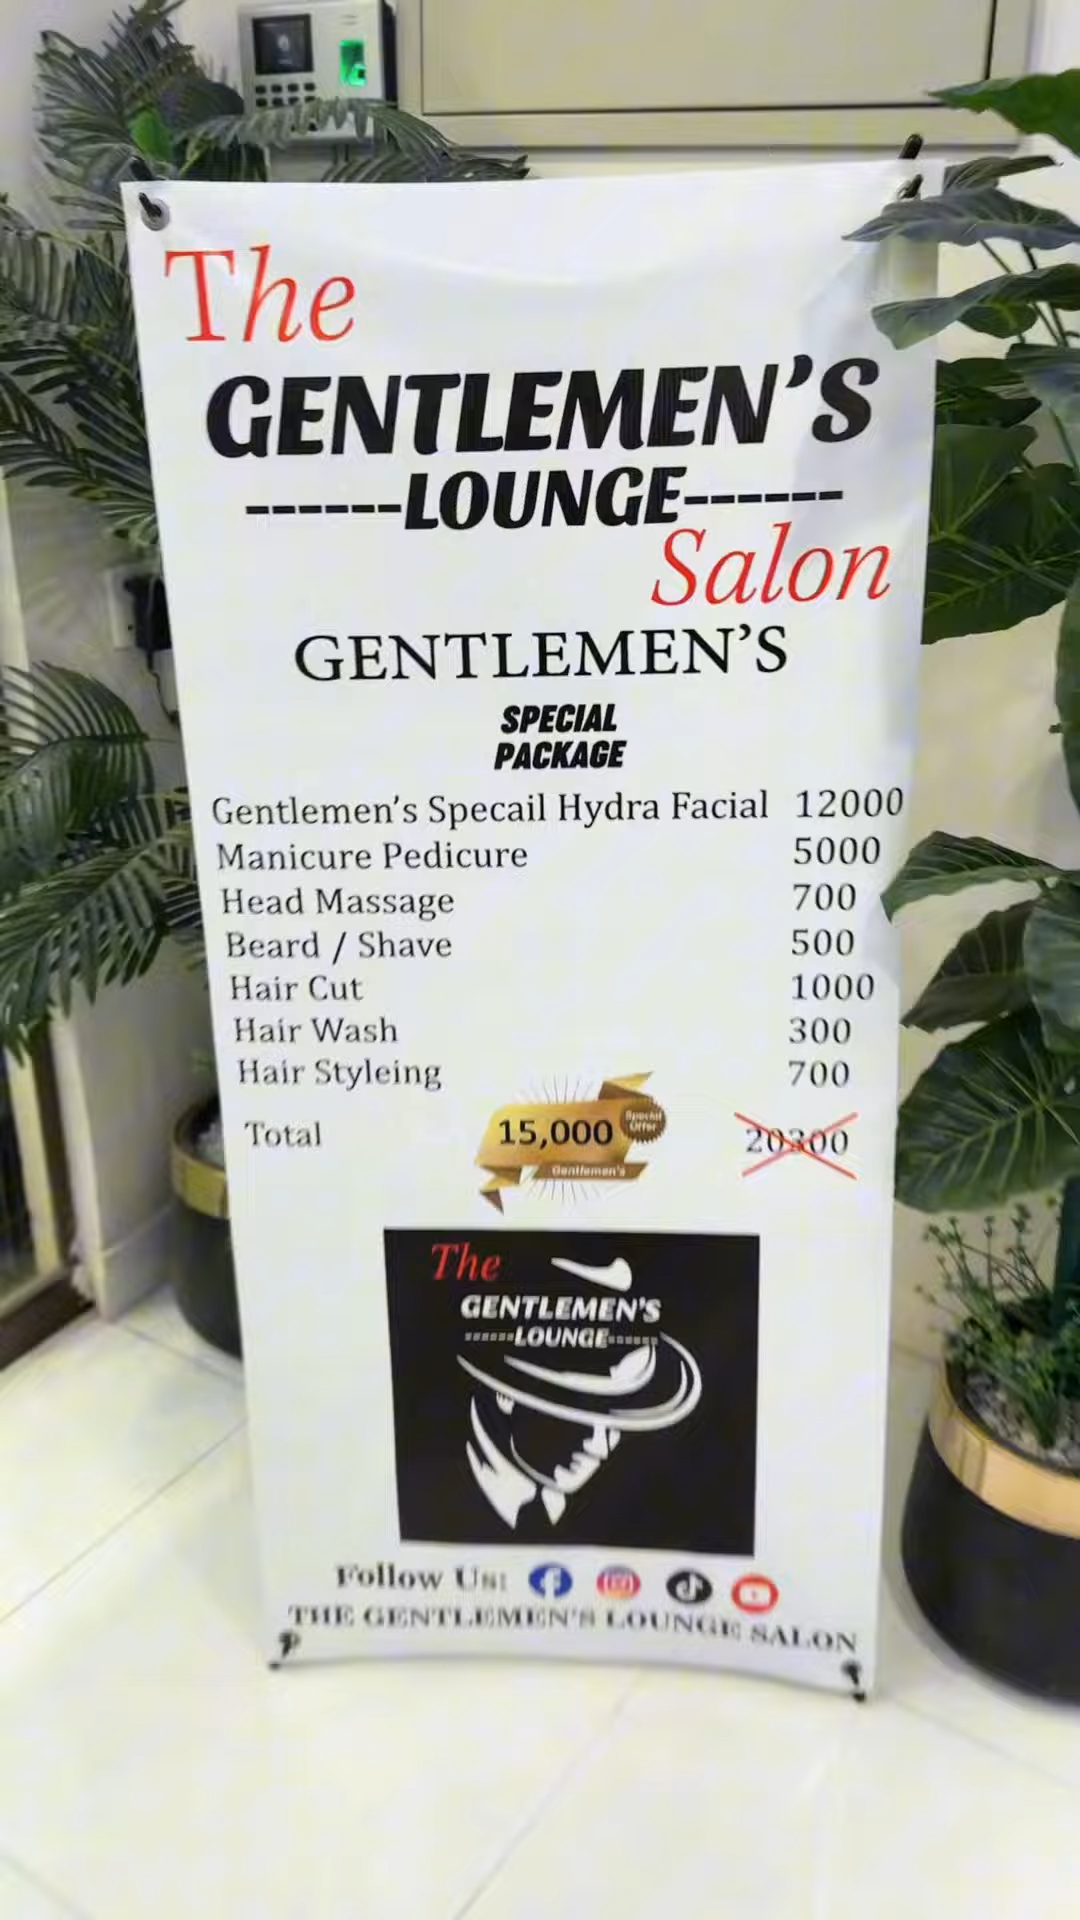 The
GENTLEMEN'S
------LOUNGE------
Salon
GENTLEMEN'S
SPECIAL
PACKAGE
Gentlemen's Specail Hydra Facial 12000
Manicure Pedicure 5000
Head Massage 700
Beard / Shave 500
Hair Cut 1000
Hair Wash 300
Hair Styleing 700
Total 15,000 Special Offer 20300
Gentlemen's
The
GENTLEMEN'S
------LOUNGE------
Follow Us:
THE GENTLEMEN'S LOUNGE SALON